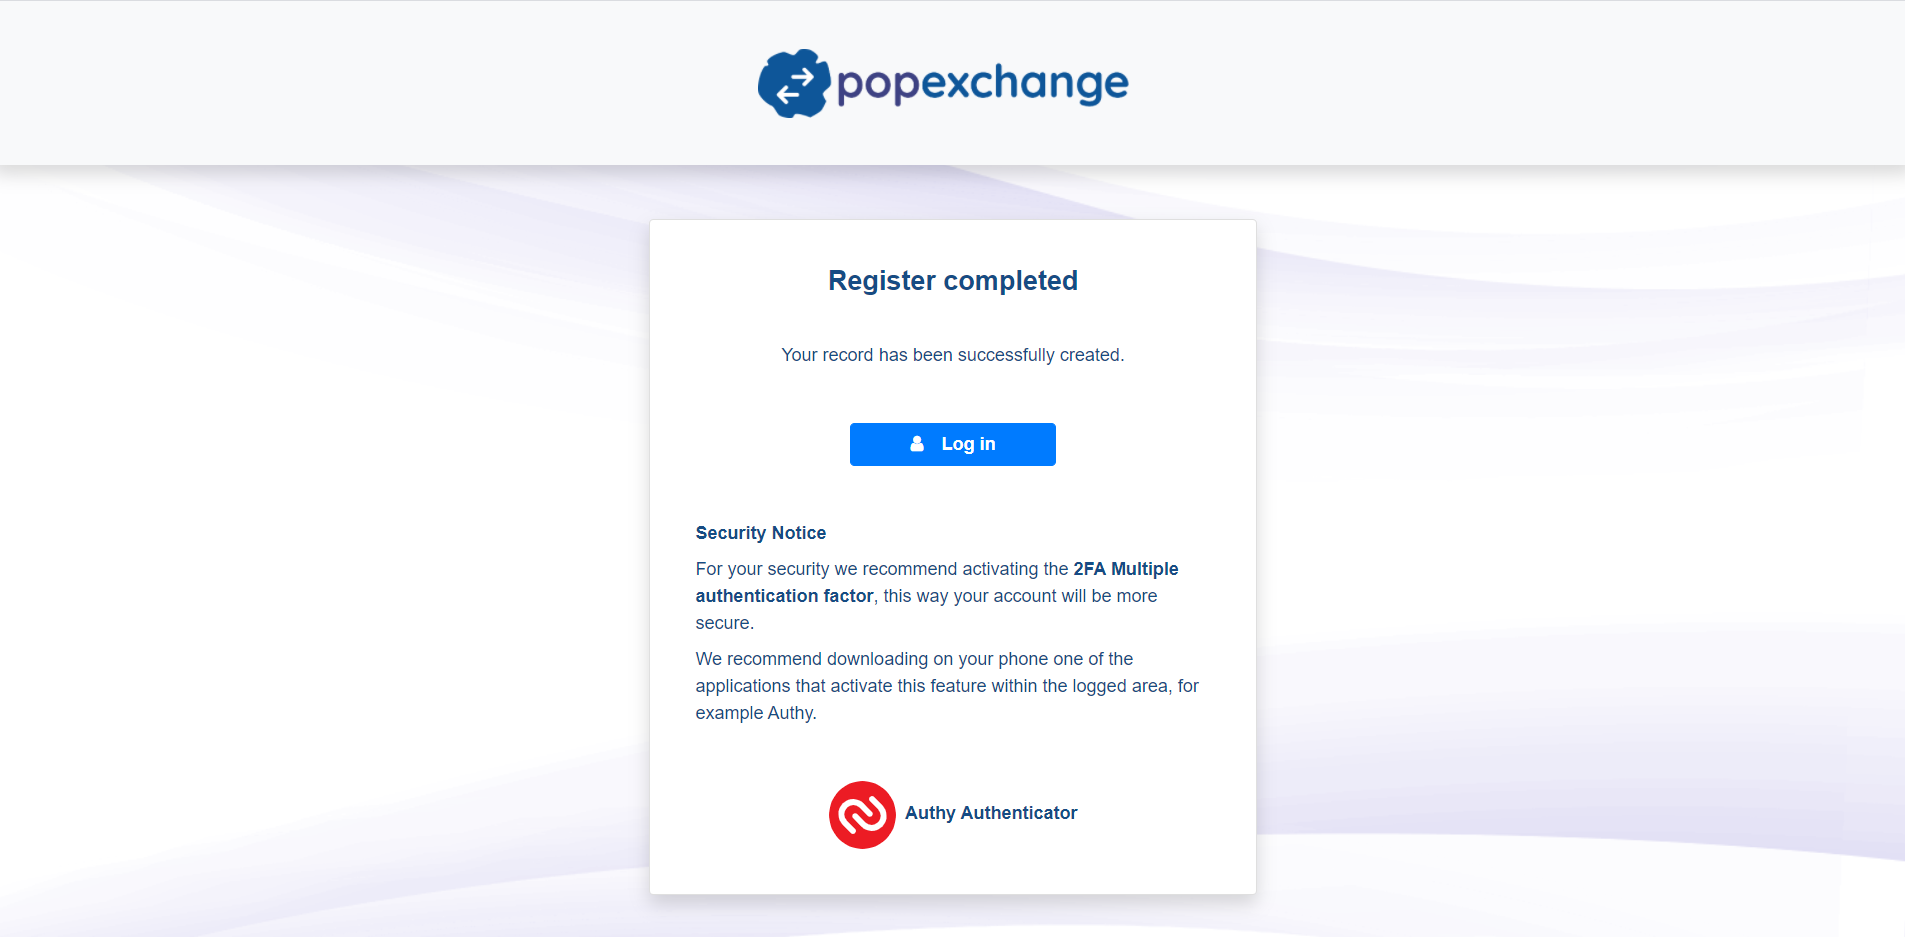 popexchange
Register completed
Your record has been successfully created.
Log in
Security Notice
For your security we recommend activating the 2FA Multiple
authentication factor, this way your account will be more
secure.
We recommend downloading on your phone one of the
applications that activate this feature within the logged area, for
example Authy.
Authy Authenticator